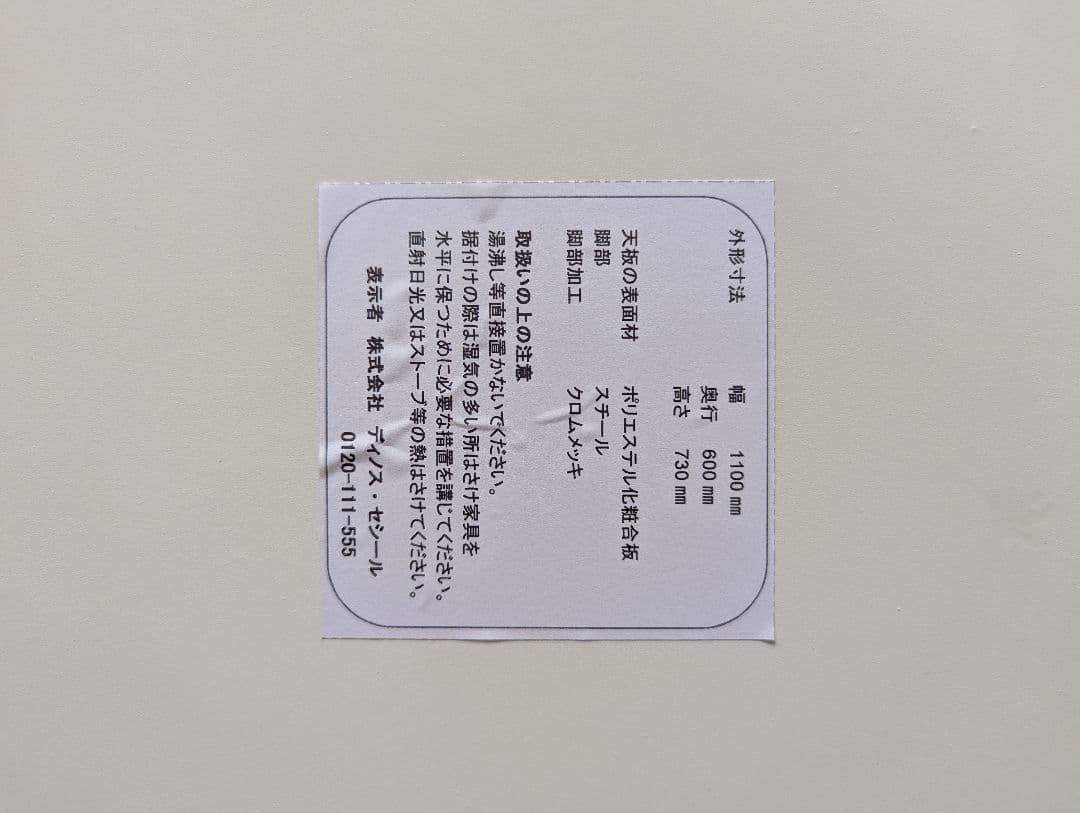 外形寸法 幅 1100 mm
奥行 600 mm
高さ 730 mm
天板の表面材 ポリエステル化粧合板
脚部 スチール
脚部加工 クロムメッキ
取扱いの上の注意
湯沸し等直接置かないでください。
据付けの際は湿気の多い所はさけ家具を
水平に保つために必要な措置を講じてください。
直射日光又はストーブ等の熱はさけてください。
表示者 株式会社 ディノス・セシール
0120-111-555